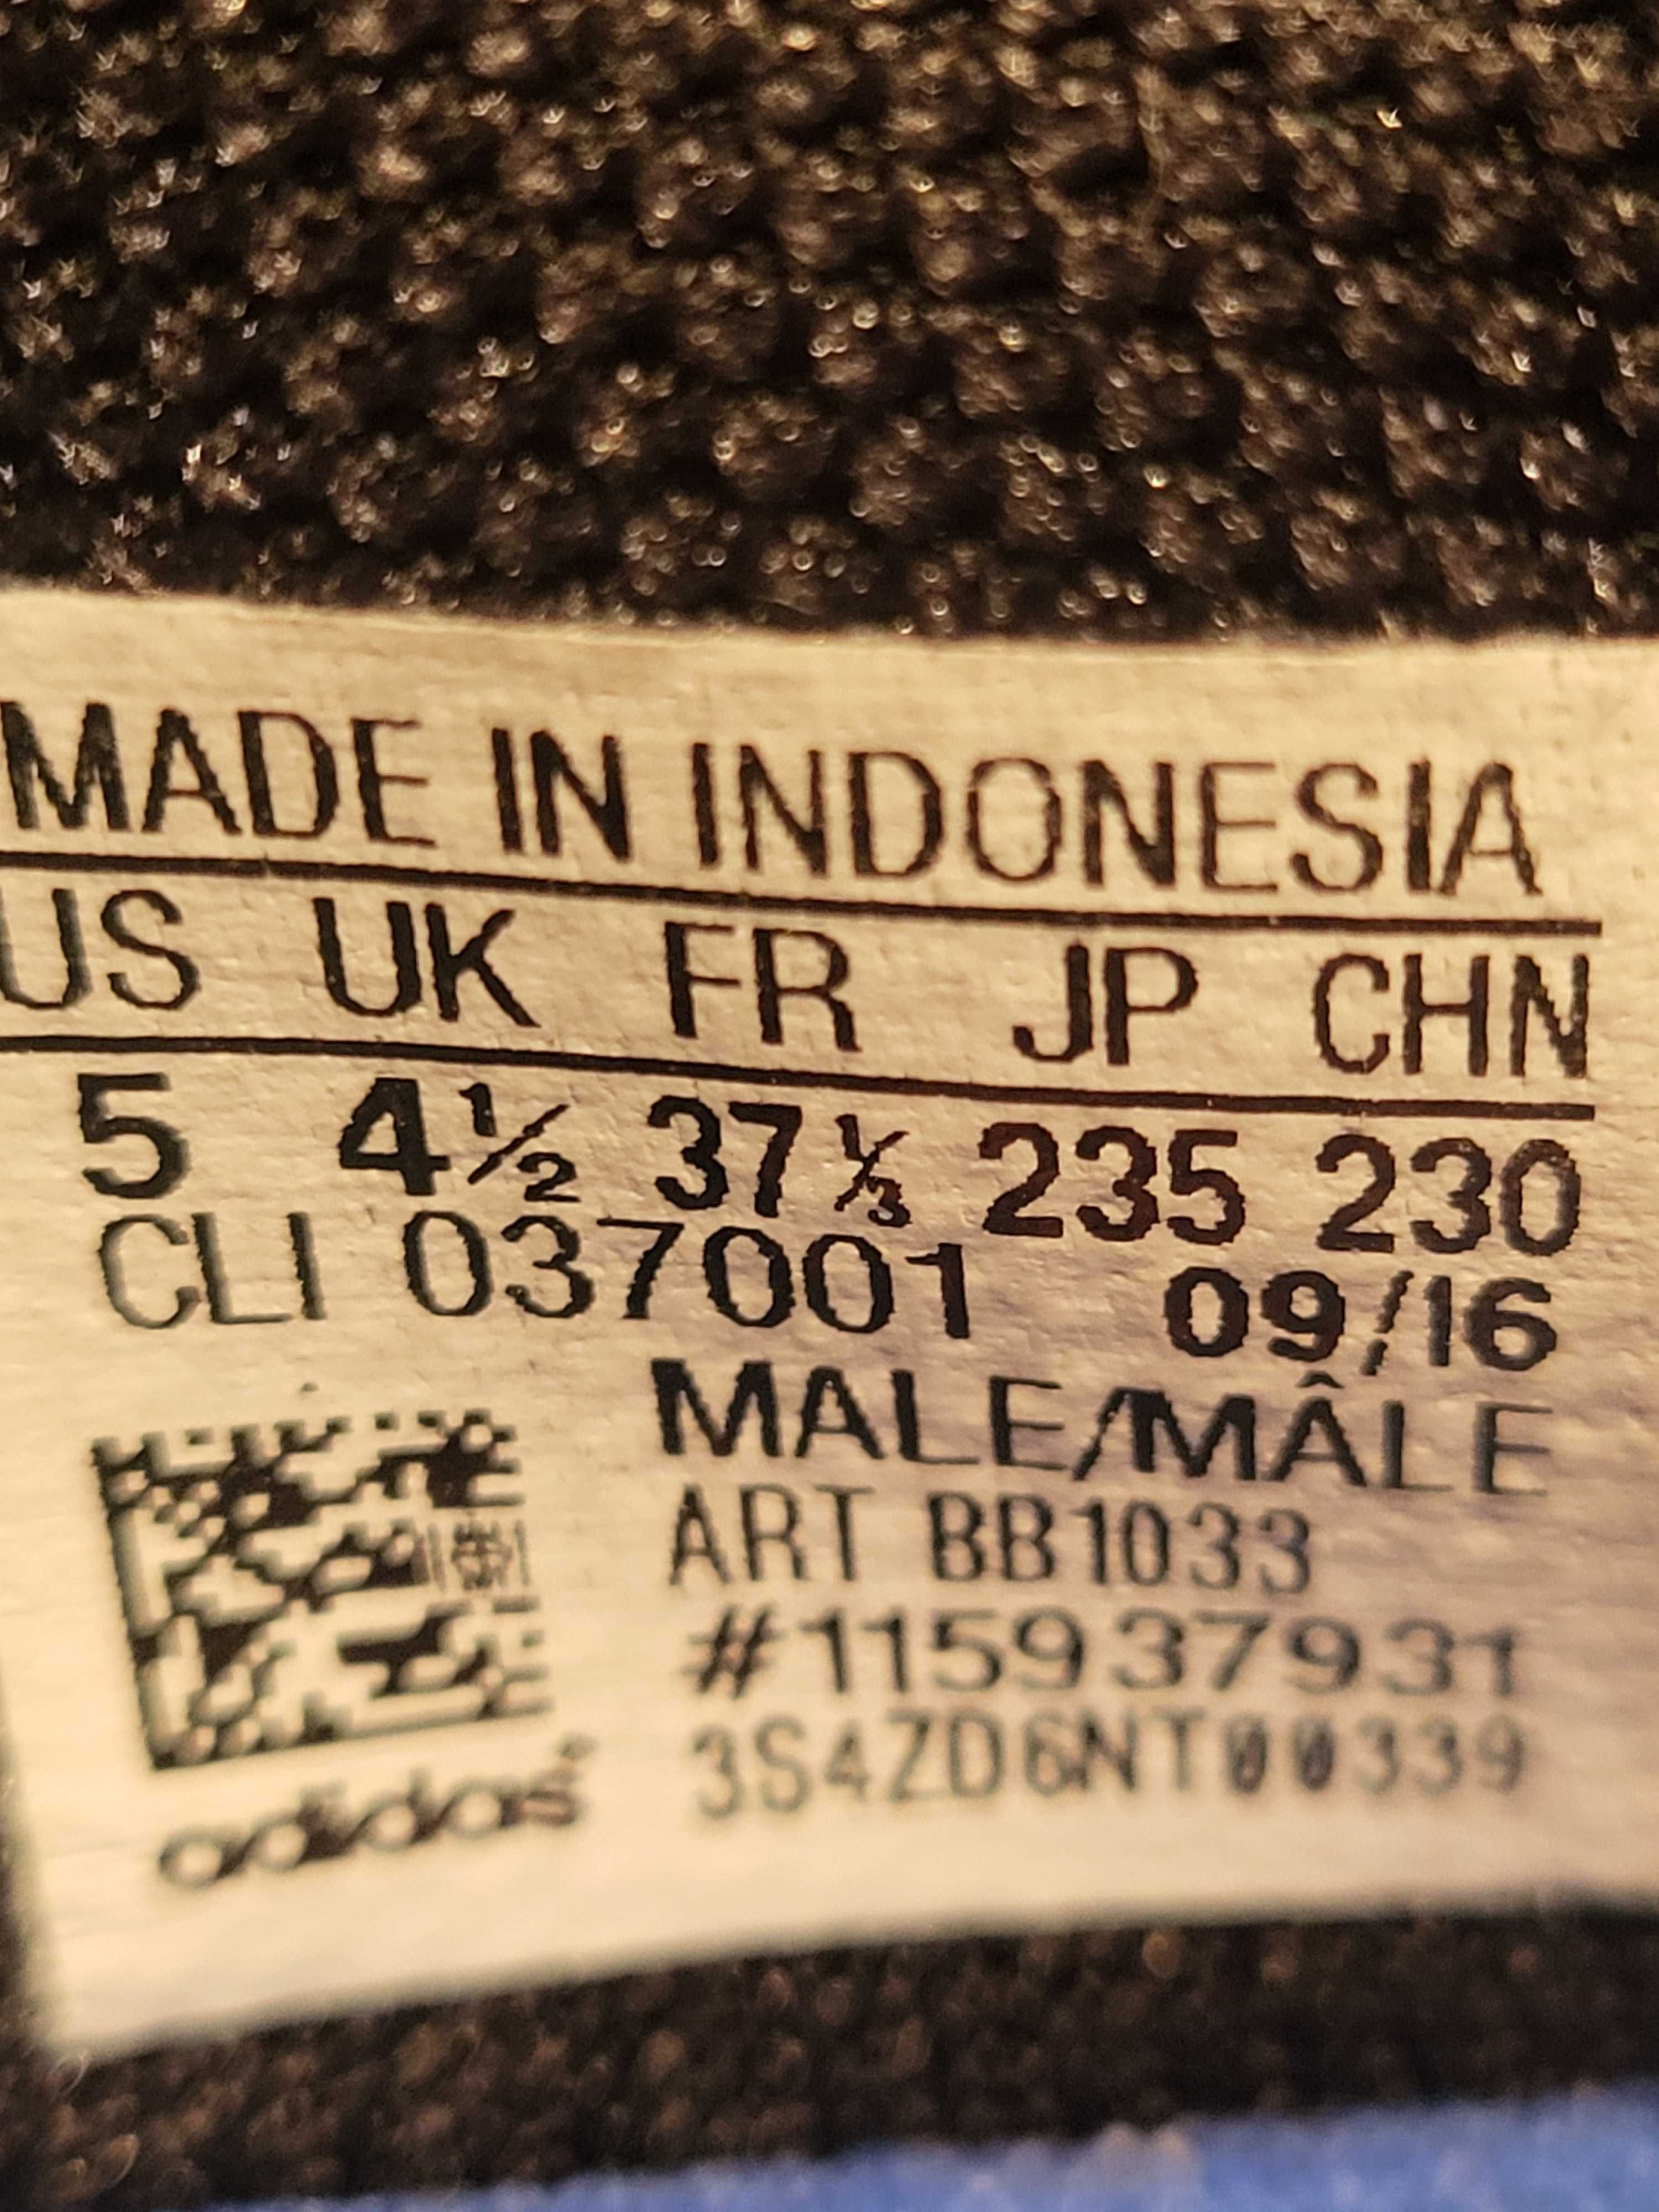 MADE IN INDONESIA
US UK FR JP CHN
5 4½ 37⅓ 235 230
CLI 037001 09/16
MALE/MÂLE
ART BB1033
#115937931
3S4ZD6NT00339
adidas